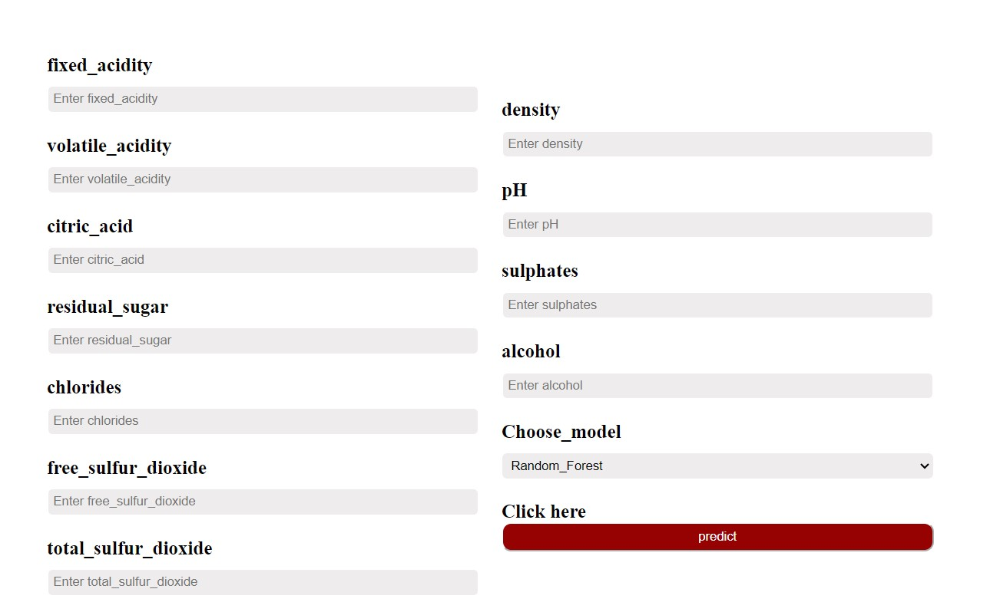 fixed_acidity
Enter fixed_acidity
volatile_acidity
Enter volatile_acidity
citric_acid
Enter citric_acid
residual_sugar
Enter residual_sugar
chlorides
Enter chlorides
free_sulfur_dioxide
Enter free_sulfur_dioxide
total_sulfur_dioxide
Enter total_sulfur_dioxide
density
Enter density
pH
Enter pH
sulphates
Enter sulphates
alcohol
Enter alcohol
Choose_model
Random_Forest
Click here
predict